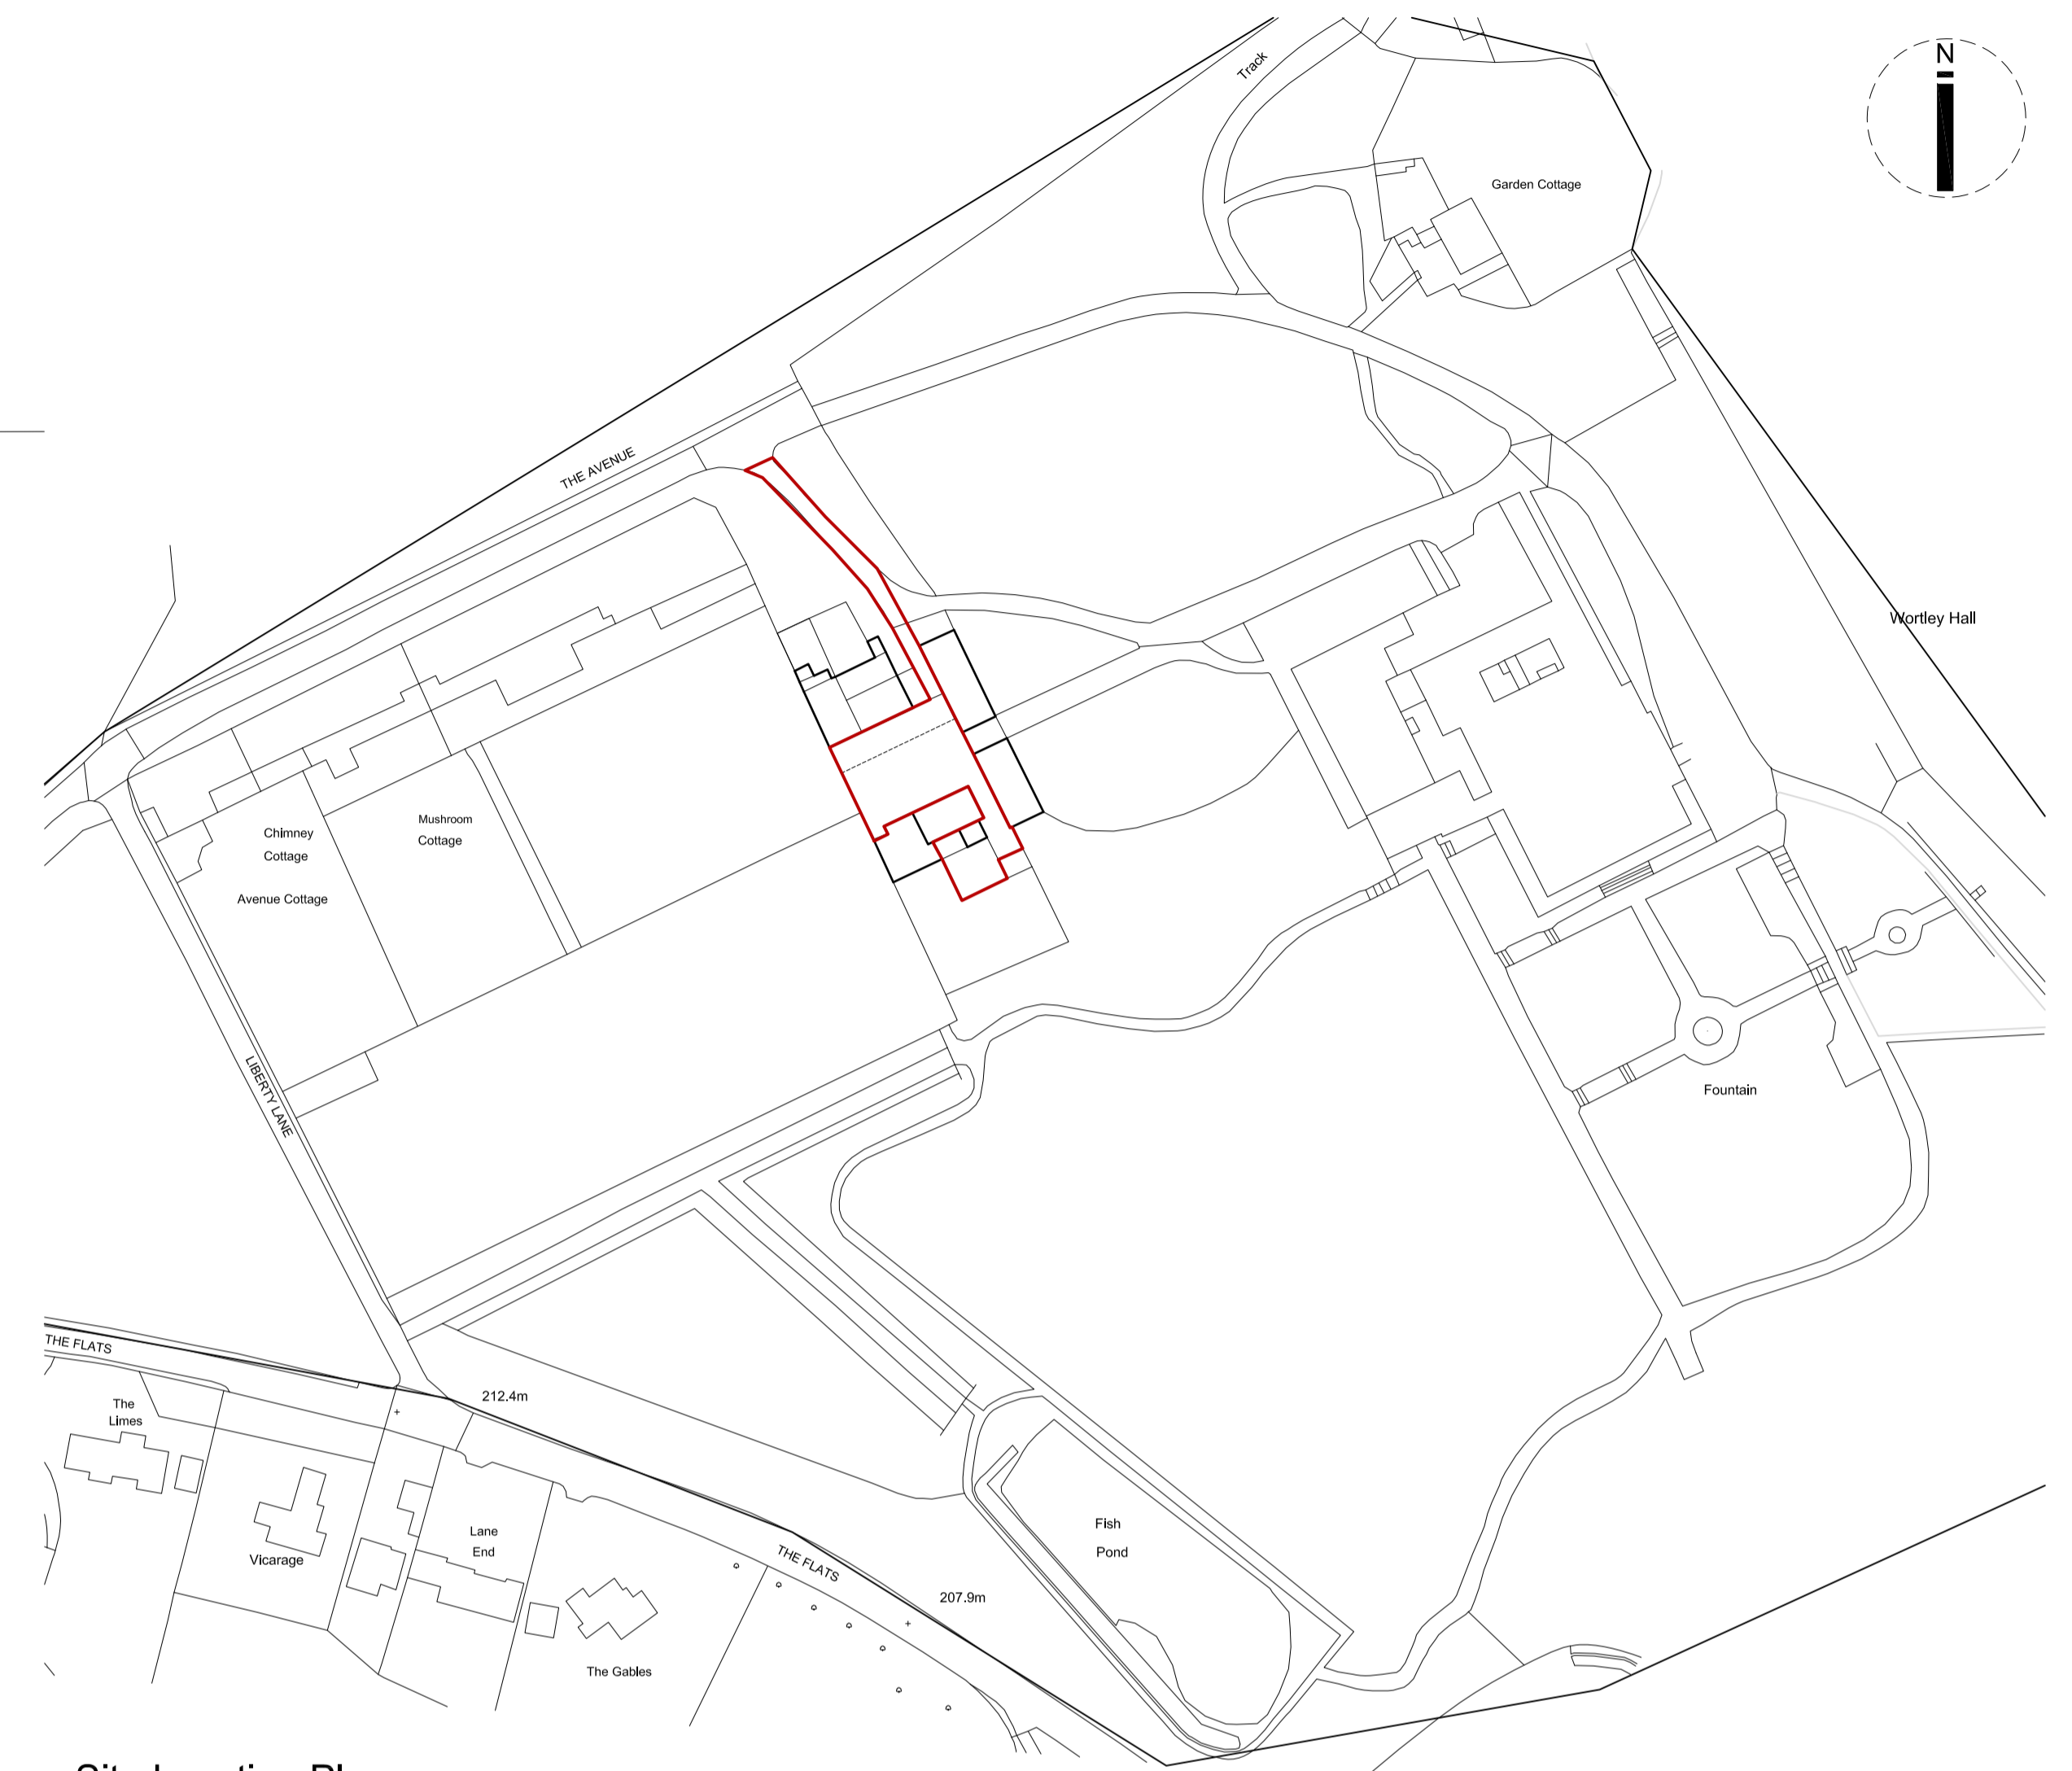 N
Track
Garden Cottage
THE AVENUE
Wortley Hall
Chimney
Cottage
Mushroom
Cottage
Avenue Cottage
LIBERTY LANE
Fountain
THE FLATS
212.4m
The
Limes
Vicarage
Lane
End
THE FLATS
Fish
Pond
207.9m
The Gables